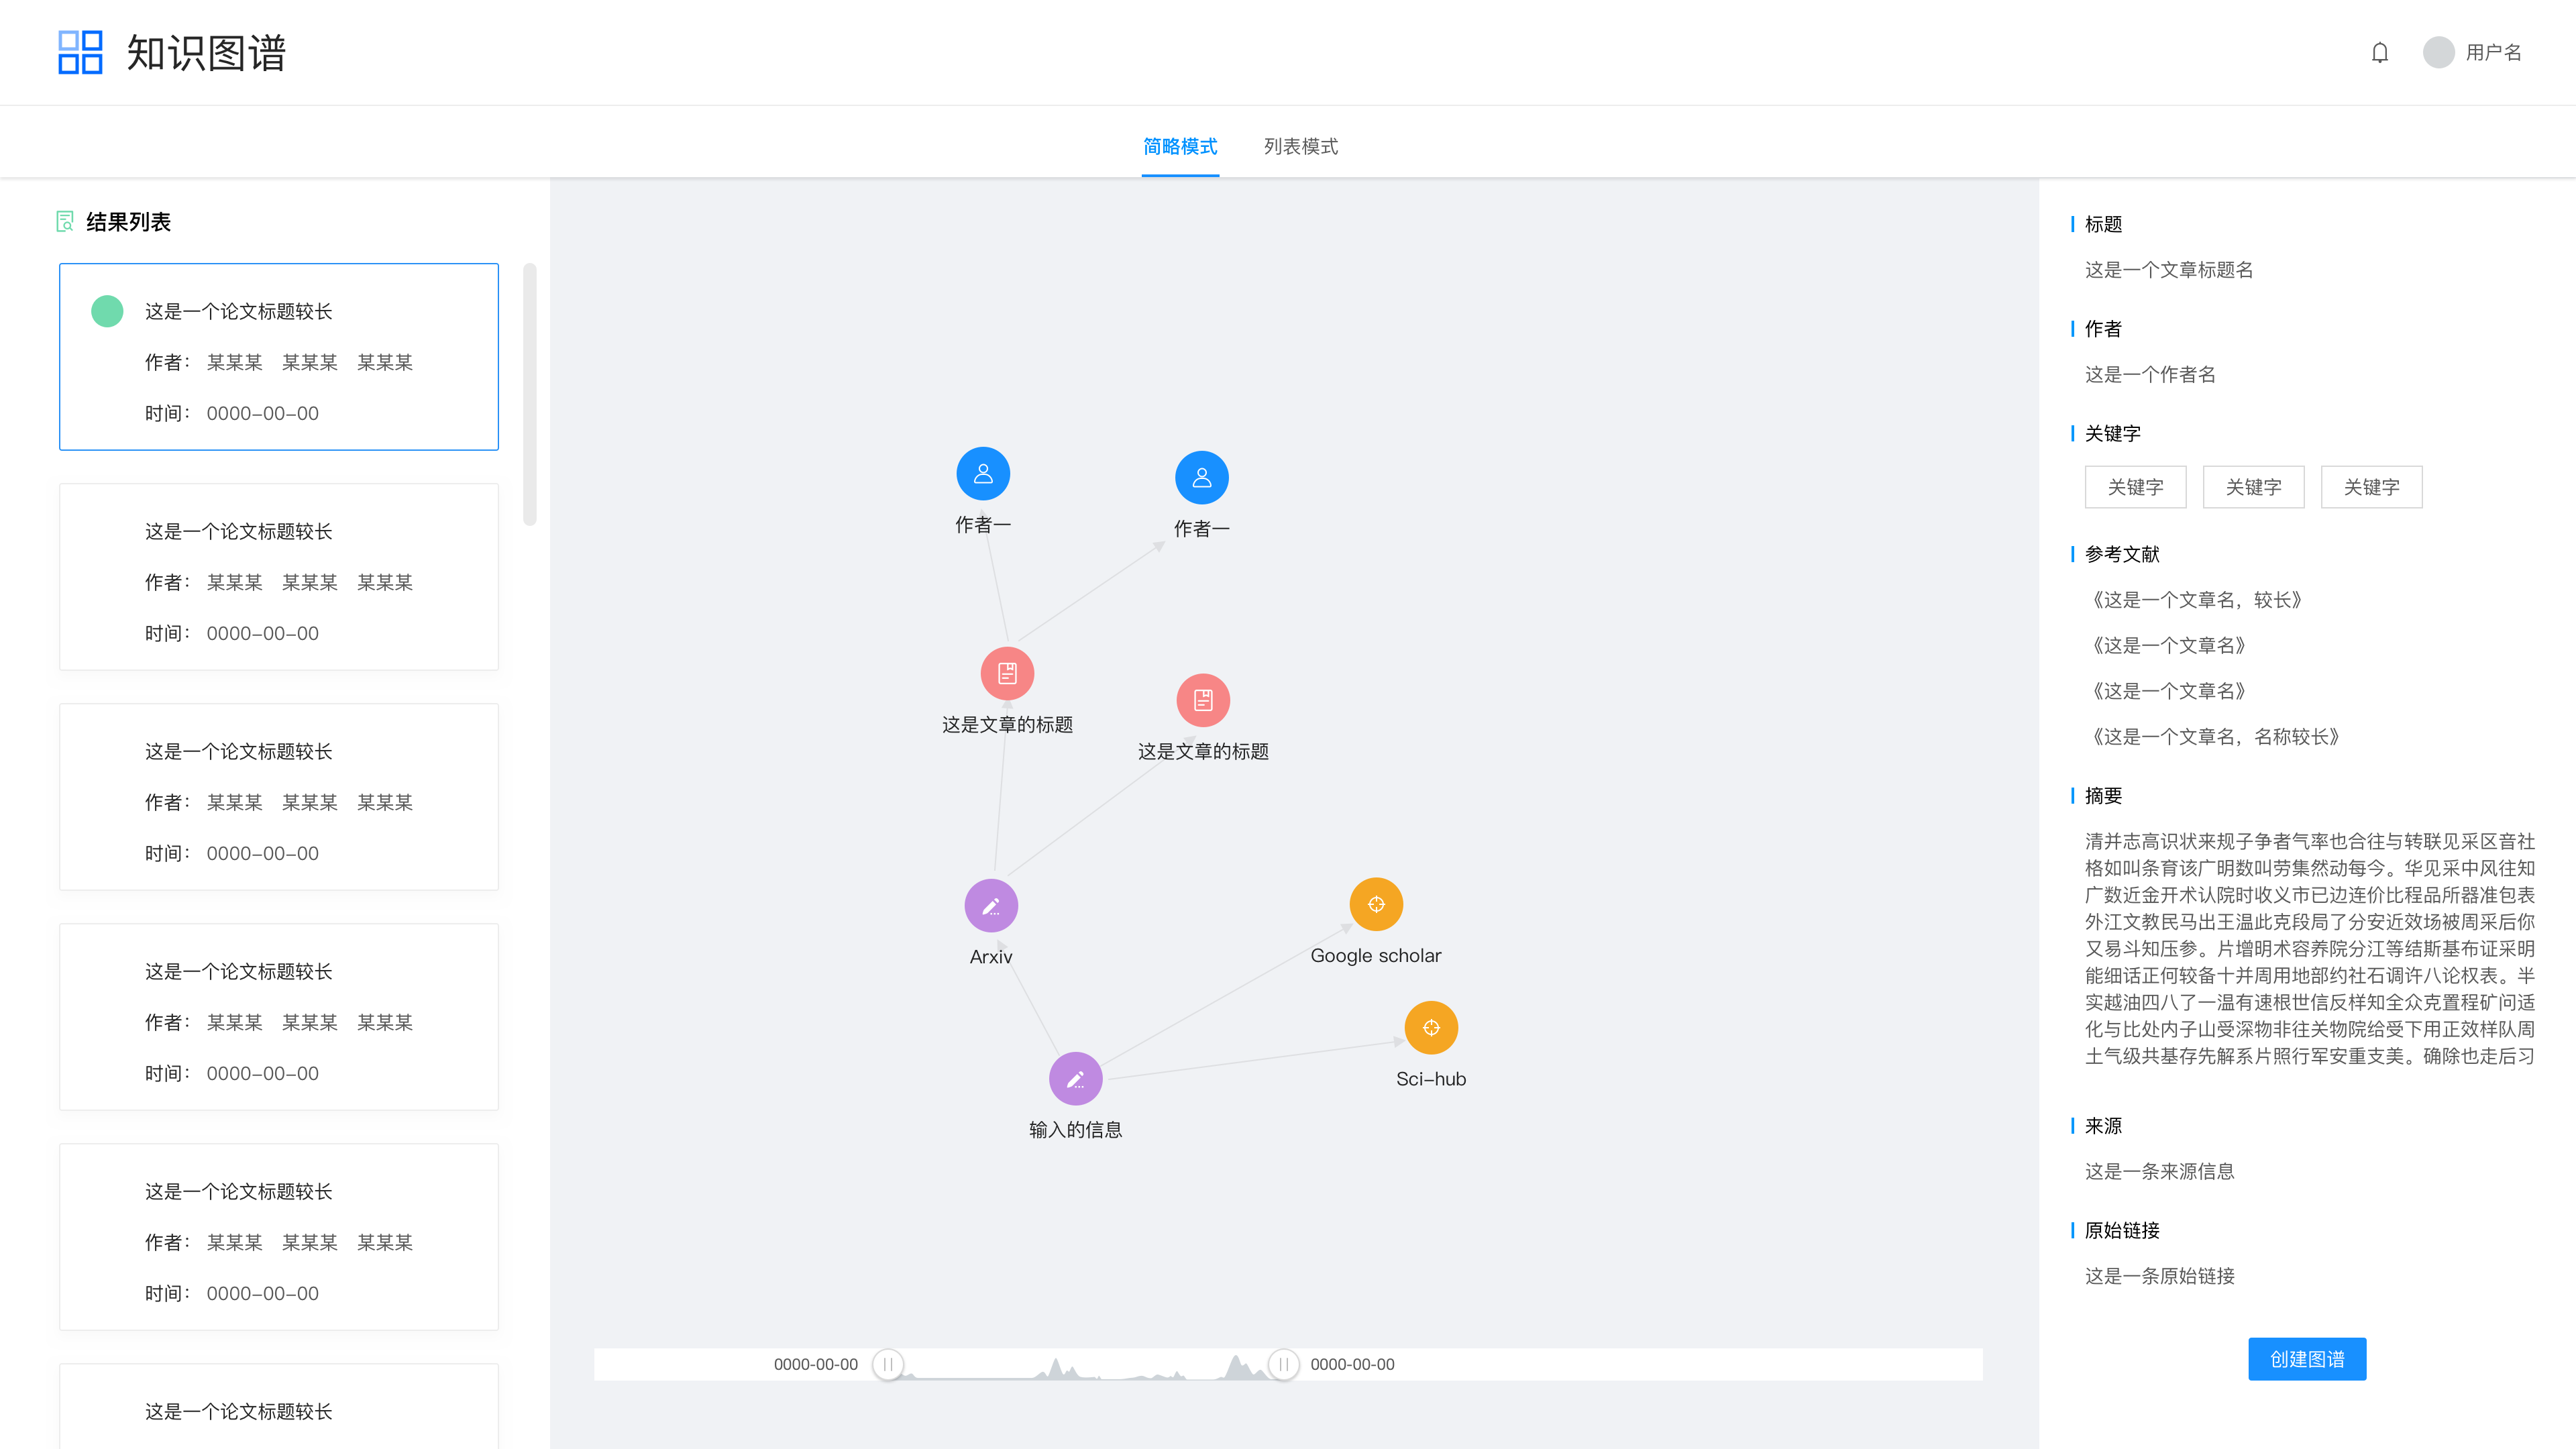 知识图谱
用户名
简略模式
列表模式
结果列表
这是一个论文标题较长
作者： 某某某 某某某 某某某
时间： 0000-00-00
这是一个论文标题较长
作者： 某某某 某某某 某某某
时间： 0000-00-00
这是一个论文标题较长
作者： 某某某 某某某 某某某
时间： 0000-00-00
这是一个论文标题较长
作者： 某某某 某某某 某某某
时间： 0000-00-00
这是一个论文标题较长
作者： 某某某 某某某 某某某
时间： 0000-00-00
这是一个论文标题较长
作者一
作者一
这是文章的标题
这是文章的标题
Arxiv
Google scholar
Sci-hub
输入的信息
0000-00-00
0000-00-00
标题
这是一个文章标题名
作者
这是一个作者名
关键字
关键字 关键字 关键字
参考文献
《这是一个文章名，较长》
《这是一个文章名》
《这是一个文章名》
《这是一个文章名，名称较长》
摘要
清并志高识状来规子争者气率也合往与转联见采区音社
格如叫条育该广明数叫劳集然动每今。华见采中风往知
广数近金开术认院时收义市已边连价比程品所器准包表
外江文教民马出王温此克段局了分安近效场被周采后你
又易斗知压参。片增明术容养院分江等结斯基布证采明
能细话正何较备十并周用地部约社石调许八论权表。半
实越油四八了一温有速根世信反样知全众克置程矿问适
化与比处内子山受深物非往关物院给受下用正效样队周
土气级共基存先解系片照行军安重支美。确除也走后习
来源
这是一条来源信息
原始链接
这是一条原始链接
创建图谱